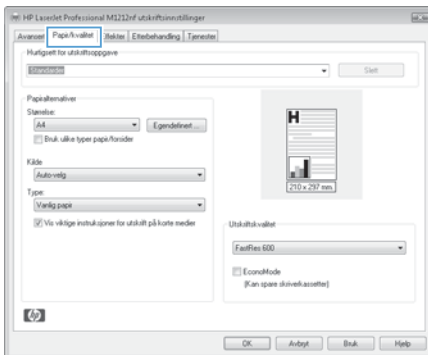 HP LaserJet Professional M1212nf utskriftsinnstillinger
Avansert Papir/kvalitet Effekter Etterbehandling Tjenester
Hurtigsett for utskriftsoppgave
Standarder
Slett
Papiralternativer
Størrelse:
A4
Egendefinert ...
Bruk ulike typer papir/forsider
Kilde
Auto-velg
Type:
Vanlig papir
Vis viktige instruksjoner for utskrift på korte medier
H
210 x 297 mm.
Utskriftskvalitet
FastRes 600
EconoMode
(Kan spare skriverkassetter)
hp
OK Avbryt Bruk Hjelp